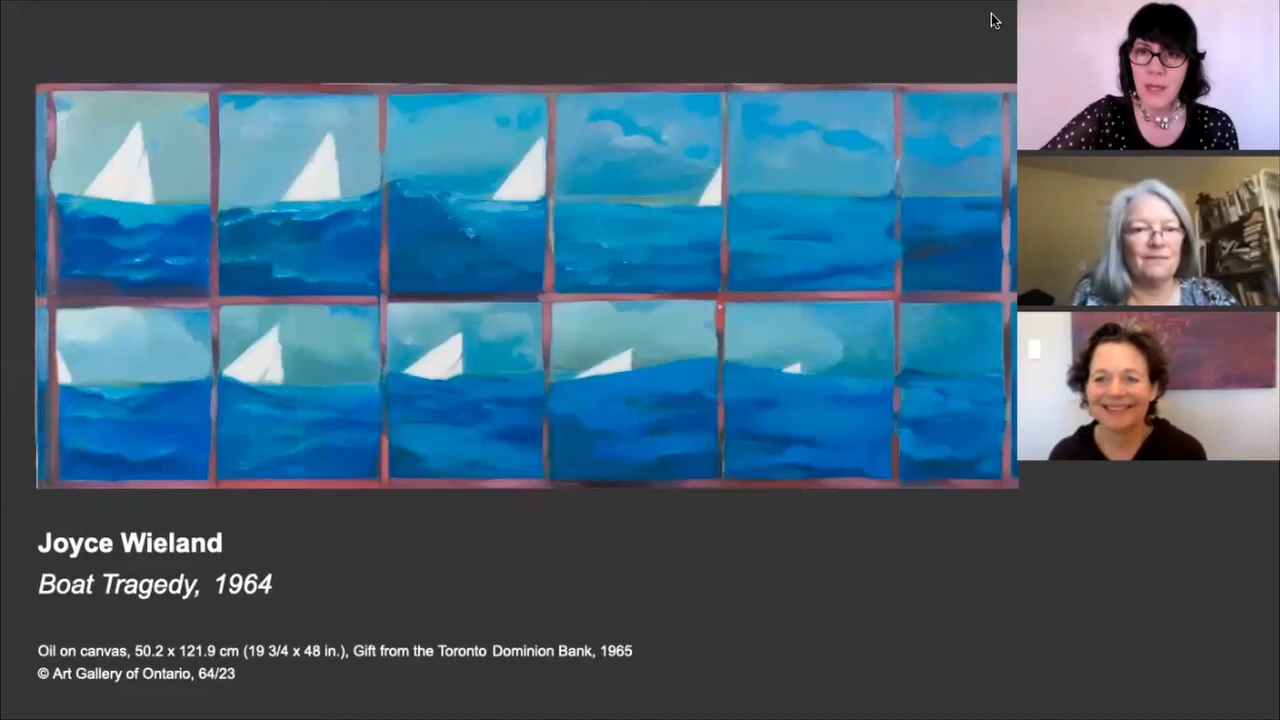 Joyce Wieland
Boat Tragedy, 1964
Oil on canvas, 50.2 x 121.9 cm (19 3/4 x 48 in.), Gift from the Toronto Dominion Bank, 1965
© Art Gallery of Ontario, 64/23